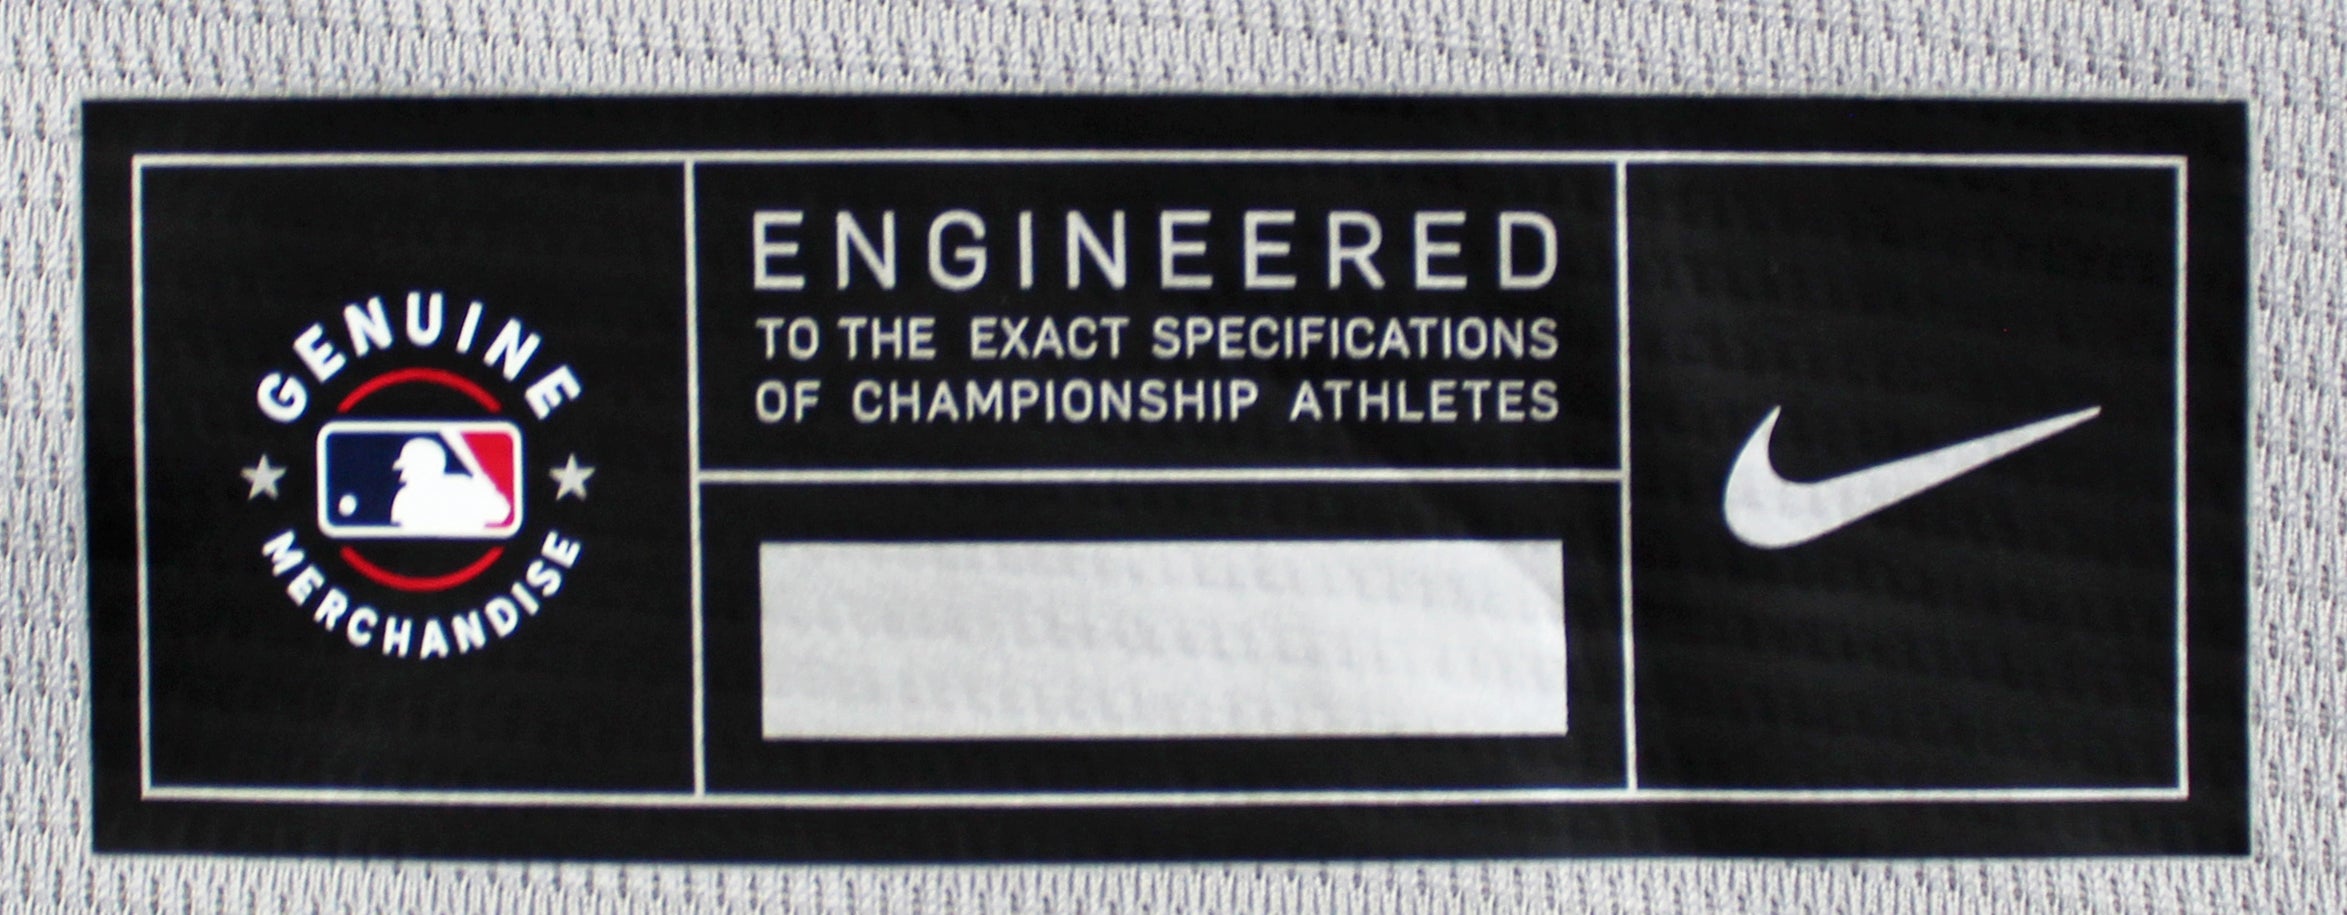 GENUINE
MERCHANDISE
ENGINEERED
TO THE EXACT SPECIFICATIONS
OF CHAMPIONSHIP ATHLETES